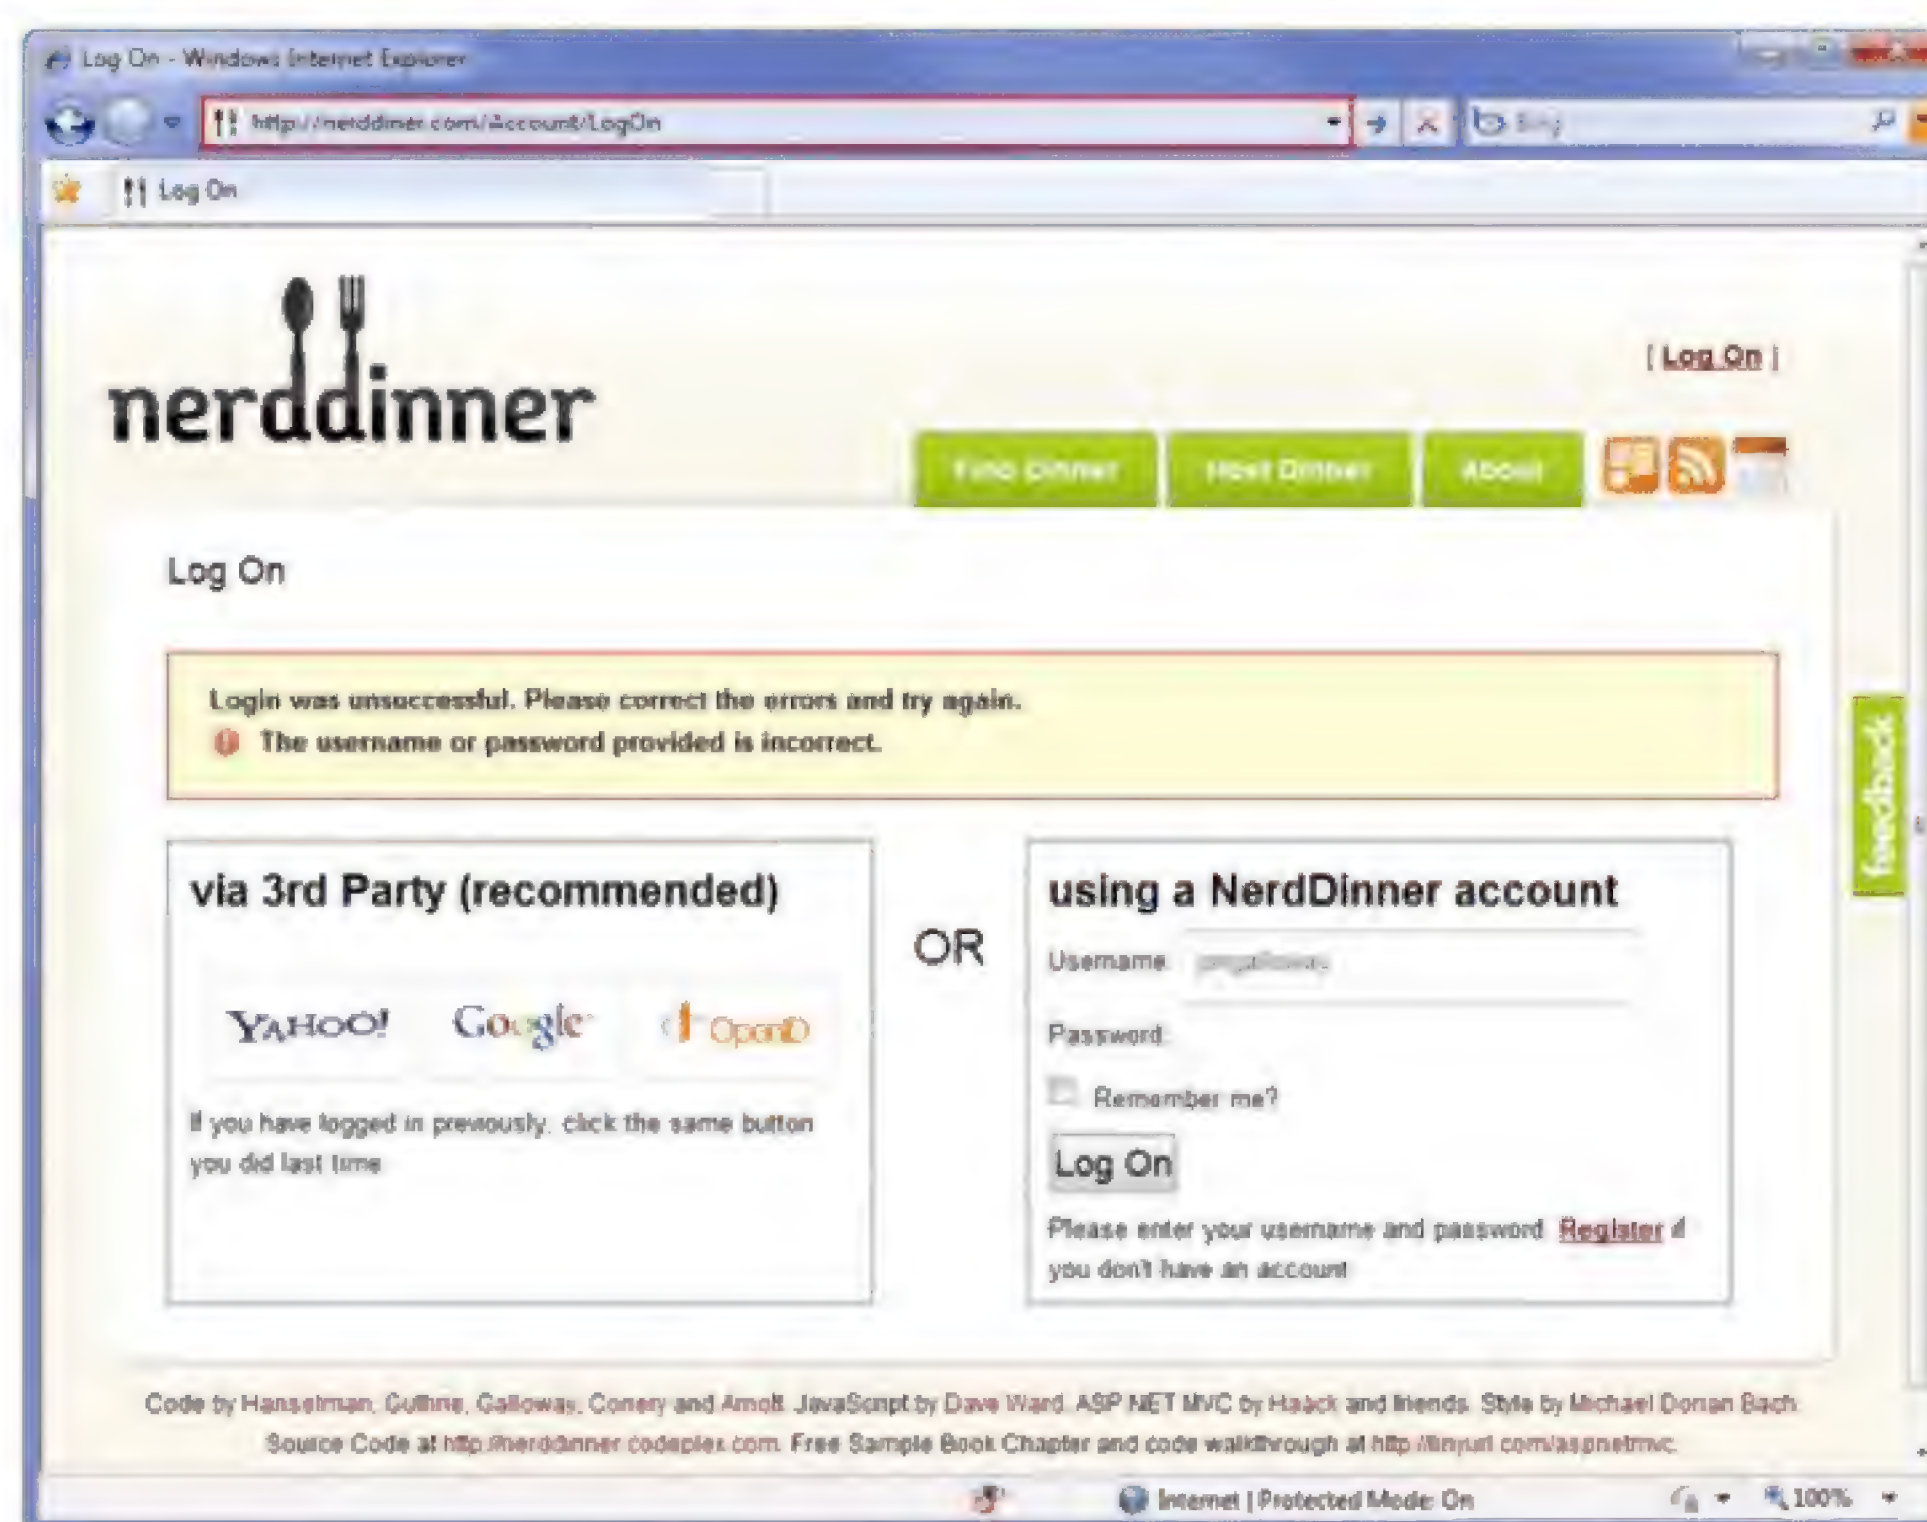 Log On - Windows Internet Explorer
http://nerddiner.com/Account/LogOn
Bing
Log On
nerddinner
[ Log On ]
Find Dinner Host Dinner About
Log On
Login was unsuccessful. Please correct the errors and try again.
The username or password provided is incorrect.
feedback
via 3rd Party (recommended)
YAHOO! Google OpenID
If you have logged in previously, click the same button
you did last time
OR
using a NerdDinner account
Username:
Password:
Remember me?
Log On
Please enter your username and password. Register if
you don't have an account
Code by Hanselman, Guthrie, Galloway, Conery and Arnott. JavaScript by Dave Ward. ASP.NET MVC by Haack and friends. Style by Michael Dorian Bach.
Source Code at http://nerddinner.codeplex.com. Free Sample Book Chapter and code walkthrough at http://tinyurl.com/aspnetmvc.
Internet | Protected Mode: On
100%